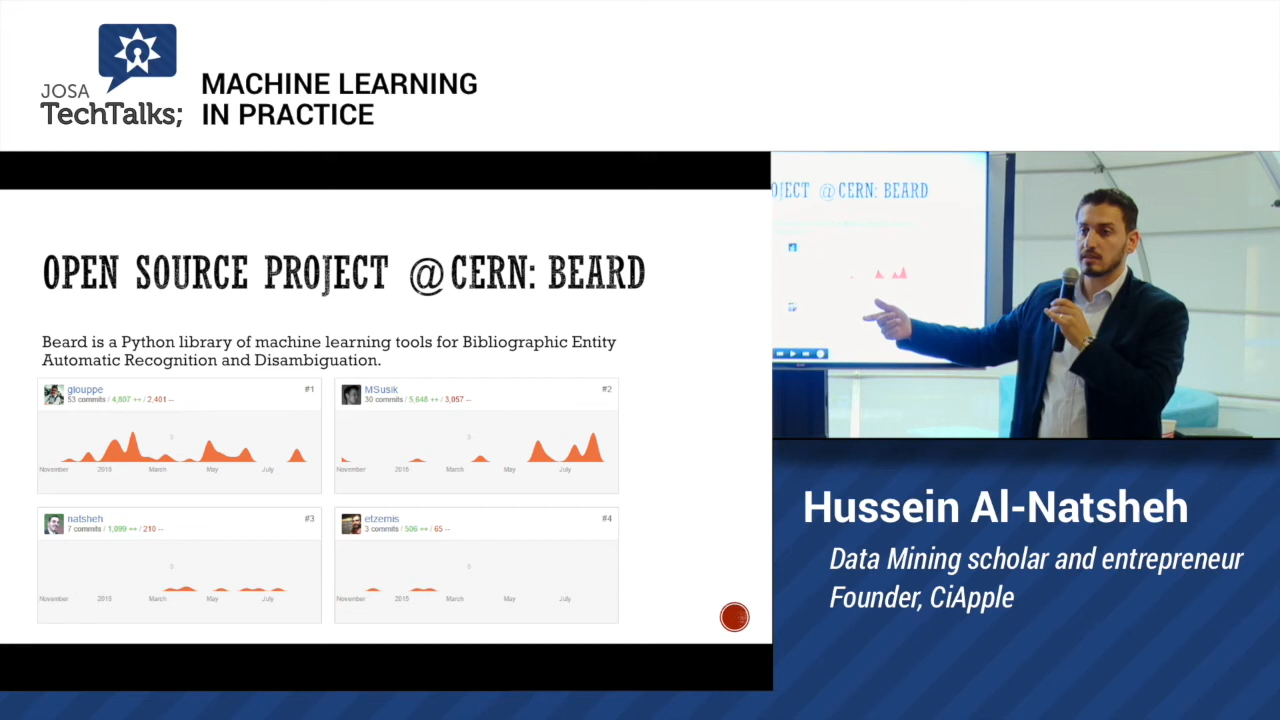 JOSA
TechTalks;
MACHINE LEARNING
IN PRACTICE
OPEN SOURCE PROJECT @CERN: BEARD
Beard is a Python library of machine learning tools for Bibliographic Entity
Automatic Recognition and Disambiguation.
glouppe #1
53 commits / 4,807 ++ / 2,401 --
November 2015 March May July
MSusik #2
30 commits / 5,648 ++ / 3,057 --
November 2015 March May July
natsheh #3
7 commits / 1,099 ++ / 210 --
November 2015 March May July
etzemis #4
3 commits / 506 ++ / 65 --
November 2015 March May July
OJECT @CERN: BEARD
Hussein Al-Natsheh
Data Mining scholar and entrepreneur
Founder, CiApple